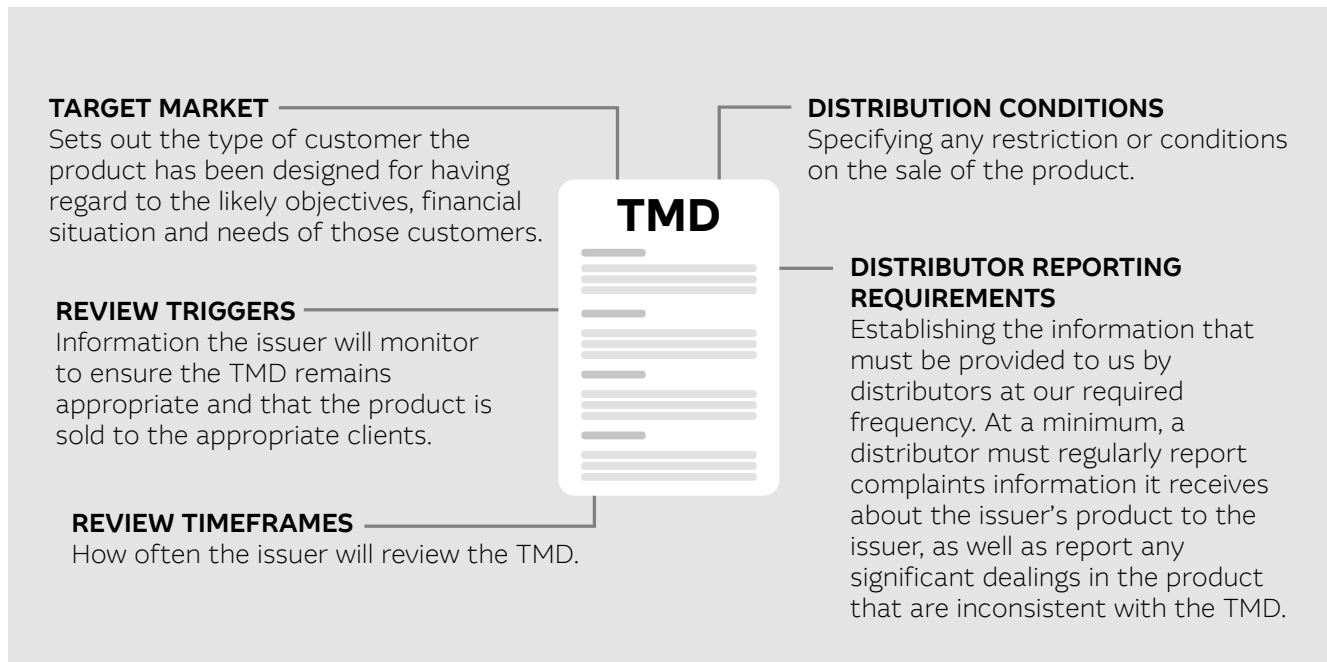 TARGET MARKET
Sets out the type of customer the
product has been designed for having
regard to the likely objectives, financial
situation and needs of those customers.
REVIEW TRIGGERS
Information the issuer will monitor
to ensure the TMD remains
appropriate and that the product is
sold to the appropriate clients.
REVIEW TIMEFRAMES
How often the issuer will review the TMD.
TMD
DISTRIBUTION CONDITIONS
Specifying any restriction or conditions
on the sale of the product.
DISTRIBUTOR REPORTING
REQUIREMENTS
Establishing the information that
must be provided to us by
distributors at our required
frequency. At a minimum, a
distributor must regularly report
complaints information it receives
about the issuer’s product to the
issuer, as well as report any
significant dealings in the product
that are inconsistent with the TMD.